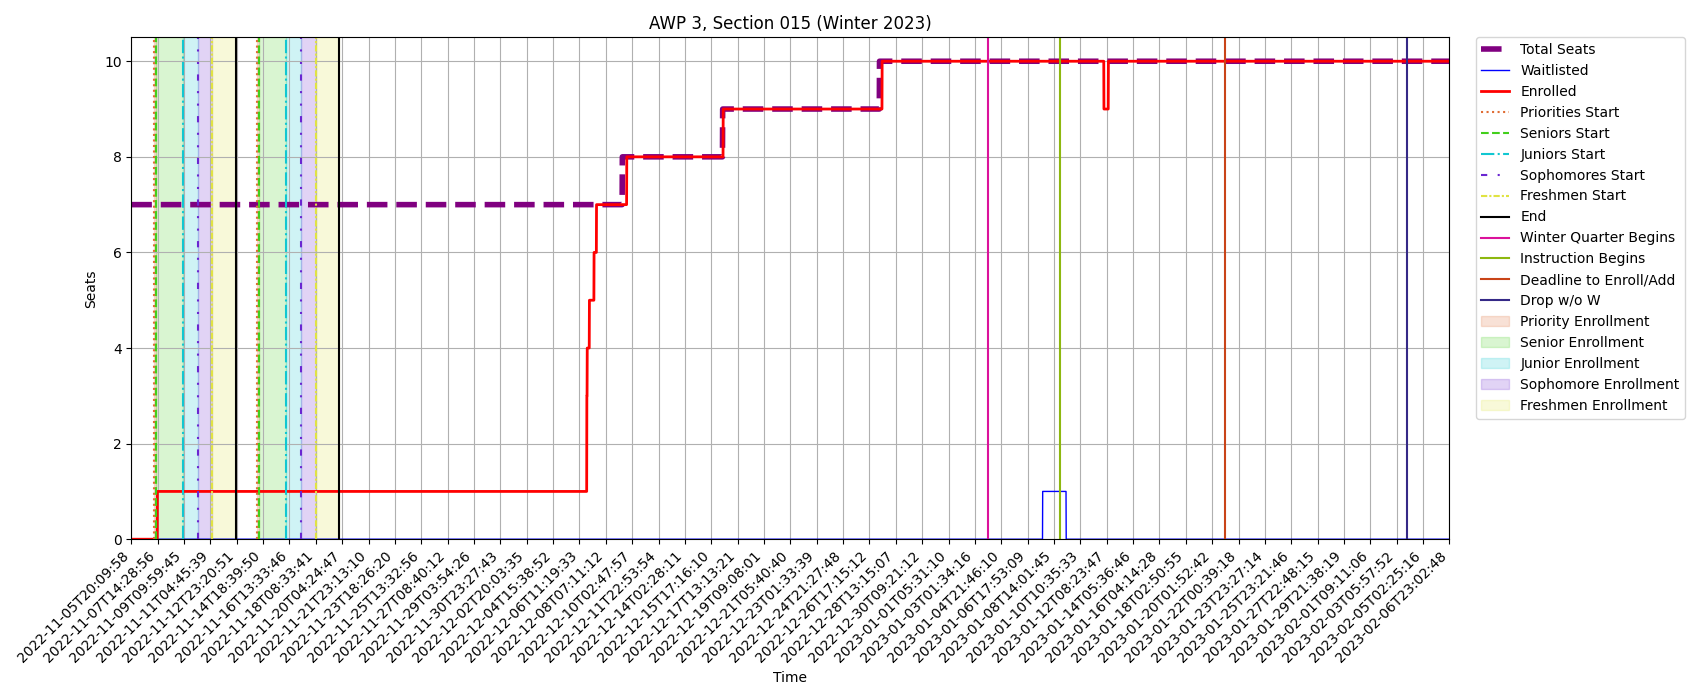 AWP 3, Section 015 (Winter 2023)
Seats
10
8
6
4
2
0
2022-11-05T20:09:58
2022-11-07T14:28:56
2022-11-09T09:59:45
2022-11-11T04:45:39
2022-11-12T23:20:51
2022-11-14T18:39:50
2022-11-16T13:33:46
2022-11-18T08:33:41
2022-11-20T04:24:47
2022-11-21T23:13:10
2022-11-23T18:26:20
2022-11-25T13:32:56
2022-11-27T08:40:12
2022-11-29T03:54:26
2022-11-30T23:27:43
2022-12-02T20:03:35
2022-12-04T15:38:52
2022-12-06T11:19:33
2022-12-08T07:11:12
2022-12-10T02:47:57
2022-12-11T22:53:54
2022-12-14T02:28:11
2022-12-15T17:16:10
2022-12-17T13:13:21
2022-12-19T09:08:01
2022-12-21T05:40:40
2022-12-23T01:33:39
2022-12-24T21:27:48
2022-12-26T17:15:12
2022-12-28T13:15:07
2022-12-30T09:21:12
2023-01-01T05:31:10
2023-01-03T01:34:16
2023-01-04T21:46:10
2023-01-06T17:53:09
2023-01-08T14:01:45
2023-01-10T10:35:33
2023-01-12T08:23:47
2023-01-14T05:36:46
2023-01-16T04:14:28
2023-01-18T02:50:55
2023-01-20T01:52:42
2023-01-22T00:39:18
2023-01-23T23:27:14
2023-01-25T23:21:46
2023-01-27T22:48:15
2023-01-29T21:38:19
2023-02-01T09:11:06
2023-02-03T05:57:52
2023-02-05T02:25:16
2023-02-06T23:02:48
Time
Total Seats
Waitlisted
Enrolled
Priorities Start
Seniors Start
Juniors Start
Sophomores Start
Freshmen Start
End
Winter Quarter Begins
Instruction Begins
Deadline to Enroll/Add
Drop w/o W
Priority Enrollment
Senior Enrollment
Junior Enrollment
Sophomore Enrollment
Freshmen Enrollment